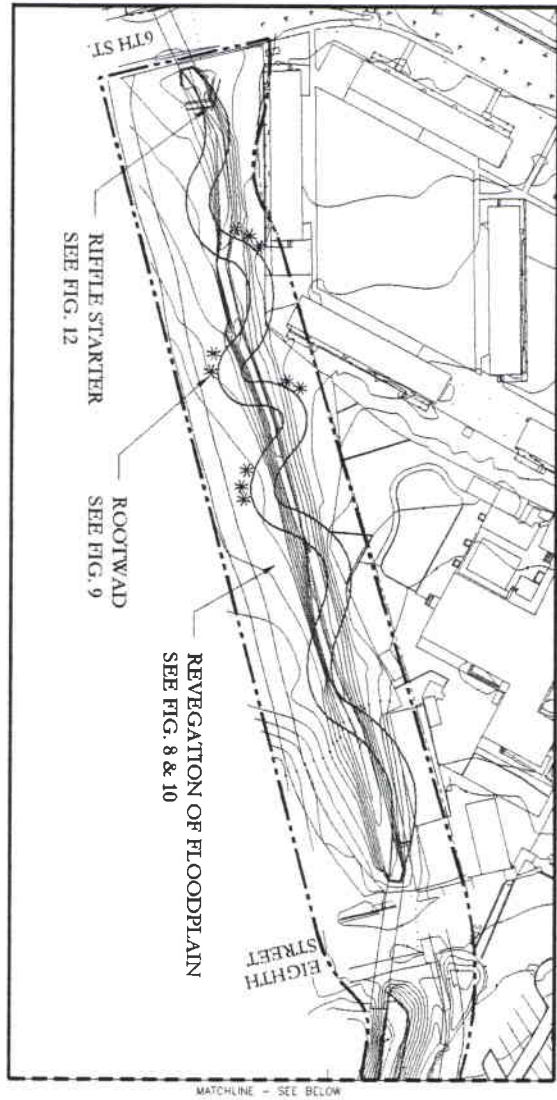 6TH ST.
RIFFLE STARTER
SEE FIG. 12
ROOTWAD
SEE FIG. 9
REVEGATION OF FLOODPLAIN
SEE FIG. 8 & 10
EIGHTH
STREET
MATCHLINE - SEE BELOW